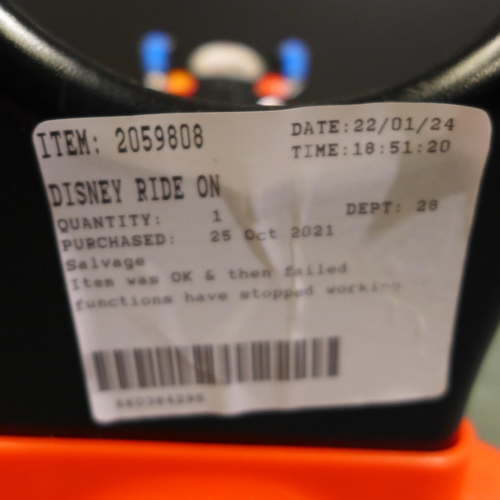 ITEM: 2059808
DATE:22/01/24
TIME:18:51:20
DISNEY RIDE ON
QUANTITY: 1
DEPT: 28
PURCHASED: 25 Oct 2021
Salvage
Item was OK & then failed
functions have stopped working